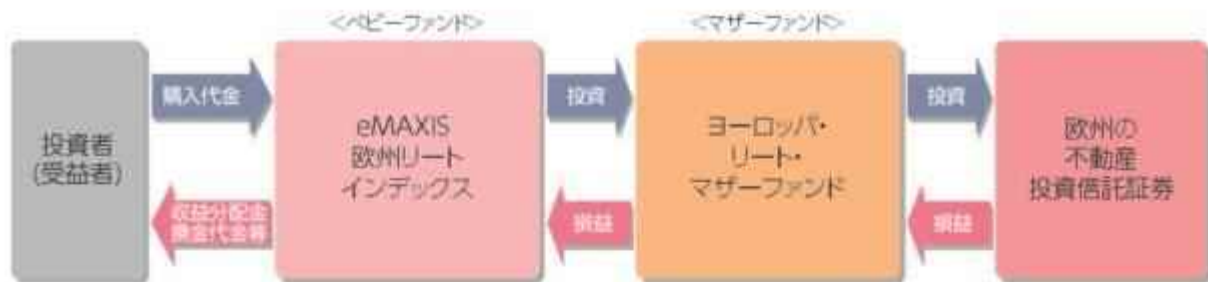 <ベビーファンド>
<マザーファンド>
投資者
(受益者)
購入代金
収益分配金
換金代金等
eMAXIS
欧州リート
インデックス
投資
損益
ヨーロッパ・
リート・
マザーファンド
投資
損益
欧州の
不動産
投資信託証券